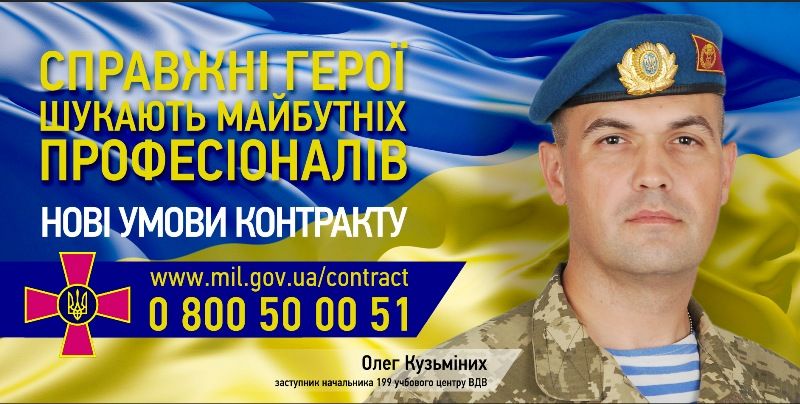 СПРАВЖНІ ГЕРОЇ
ШУКАЮТЬ МАЙБУТНІХ
ПРОФЕСІОНАЛІВ
НОВІ УМОВИ КОНТРАКТУ
www.mil.gov.ua/contract
0 800 50 00 51
Олег Кузьміних
заступник начальника 199 учбового центру ВДВ